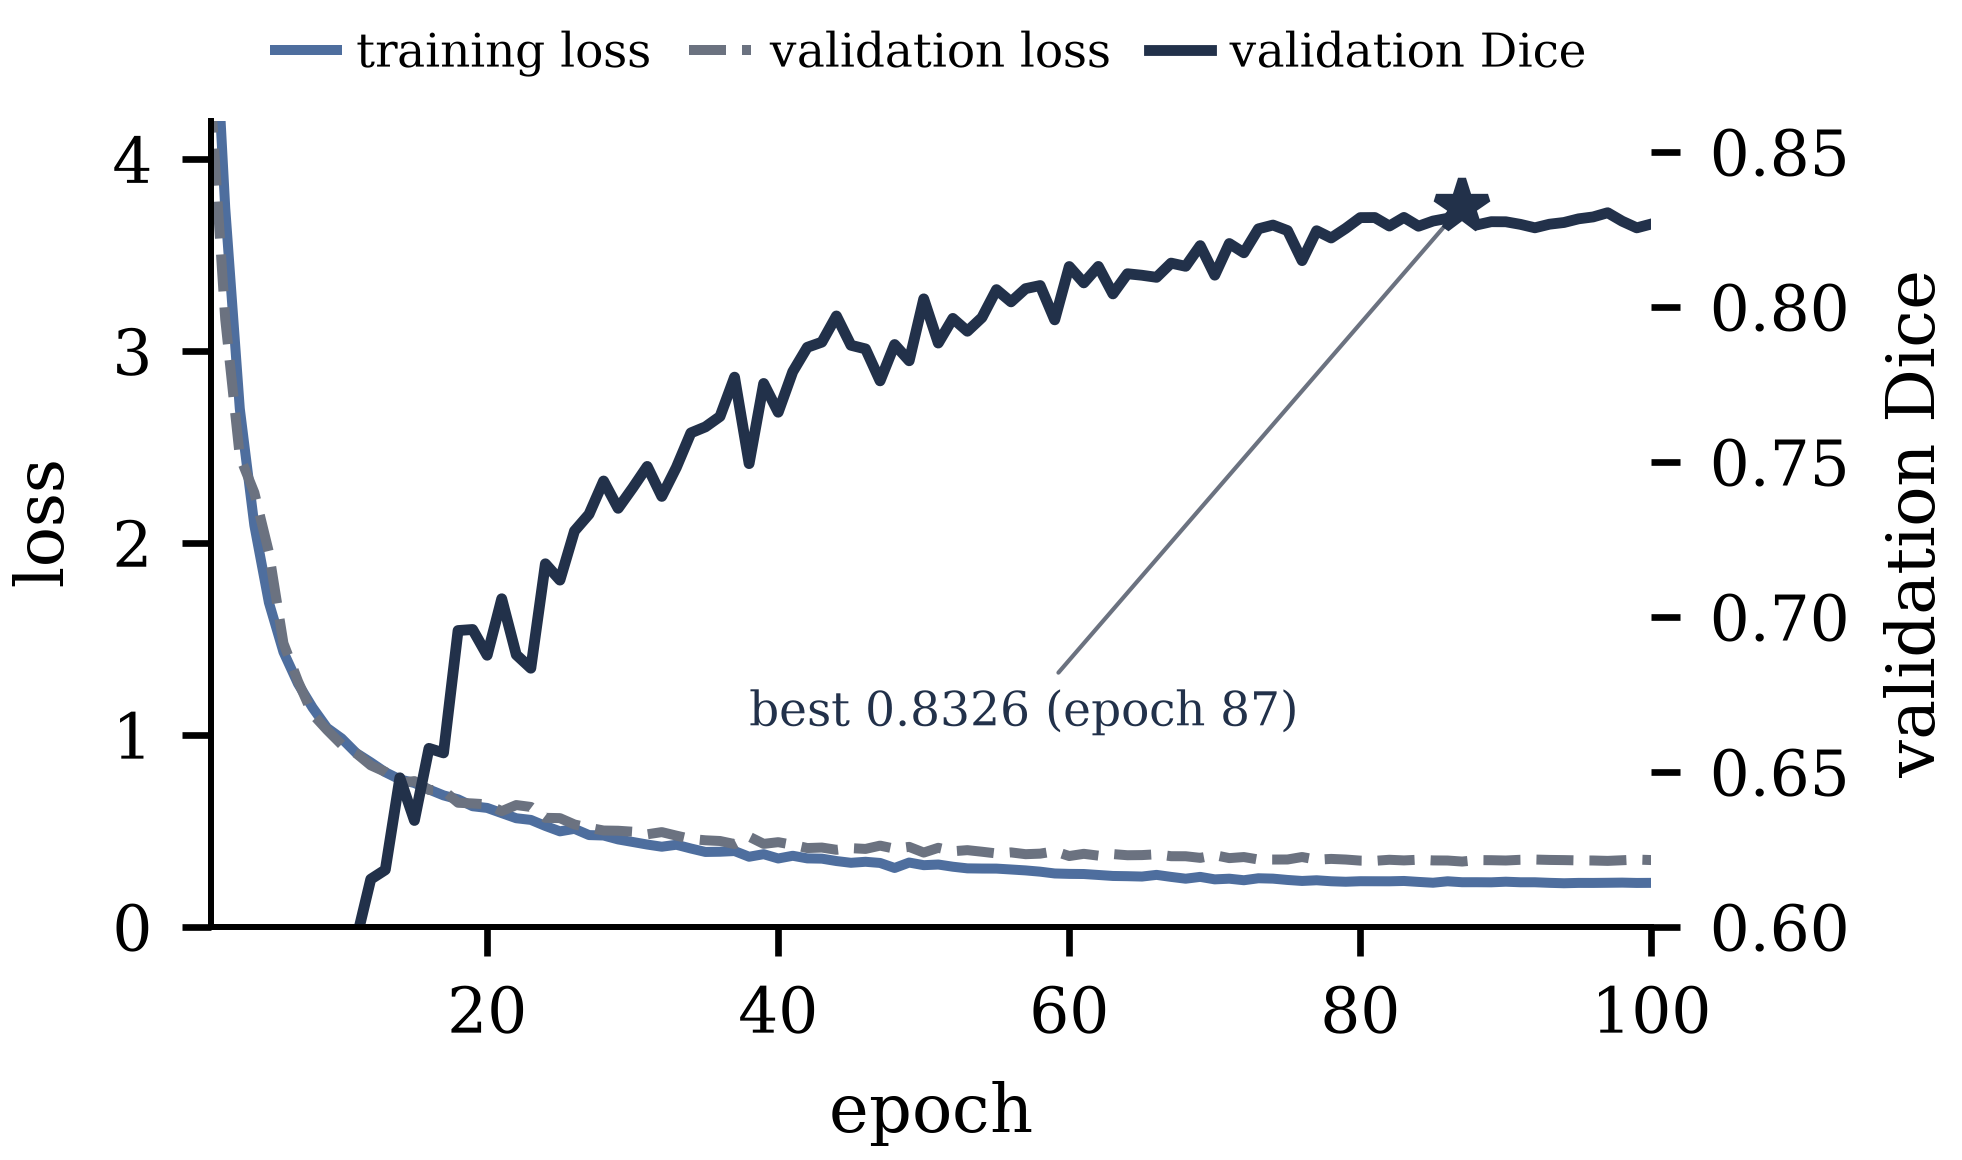 training loss validation loss validation Dice
4
3
2
1
0
loss
0.85
0.80
0.75
0.70
0.65
0.60
validation Dice
best 0.8326 (epoch 87)
20 40 60 80 100
epoch